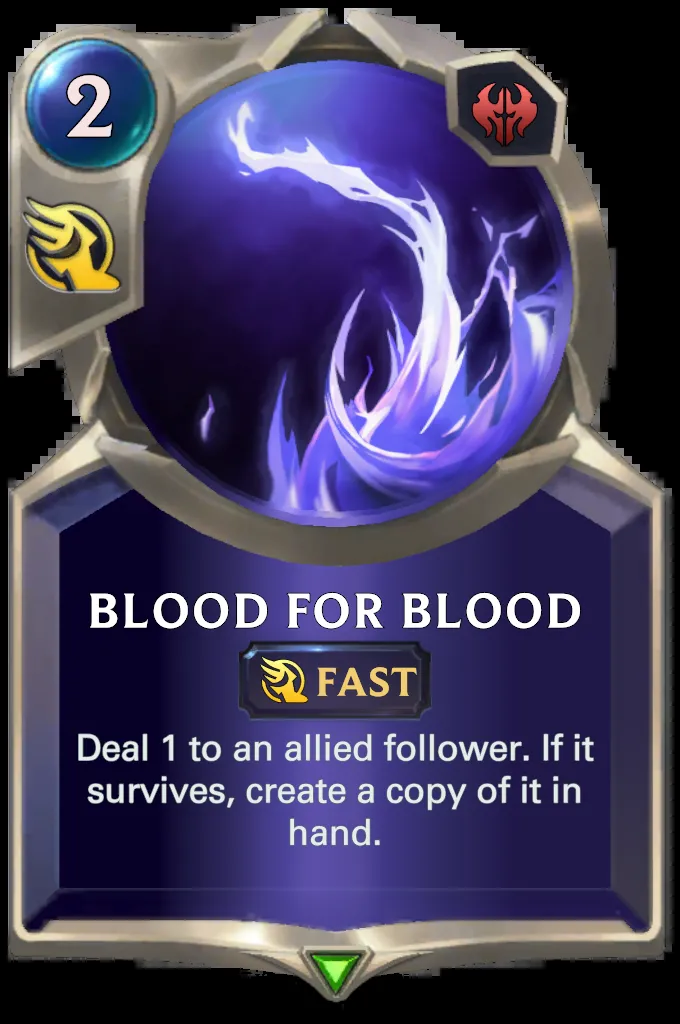 2
BLOOD FOR BLOOD
FAST
Deal 1 to an allied follower. If it
survives, create a copy of it in
hand.